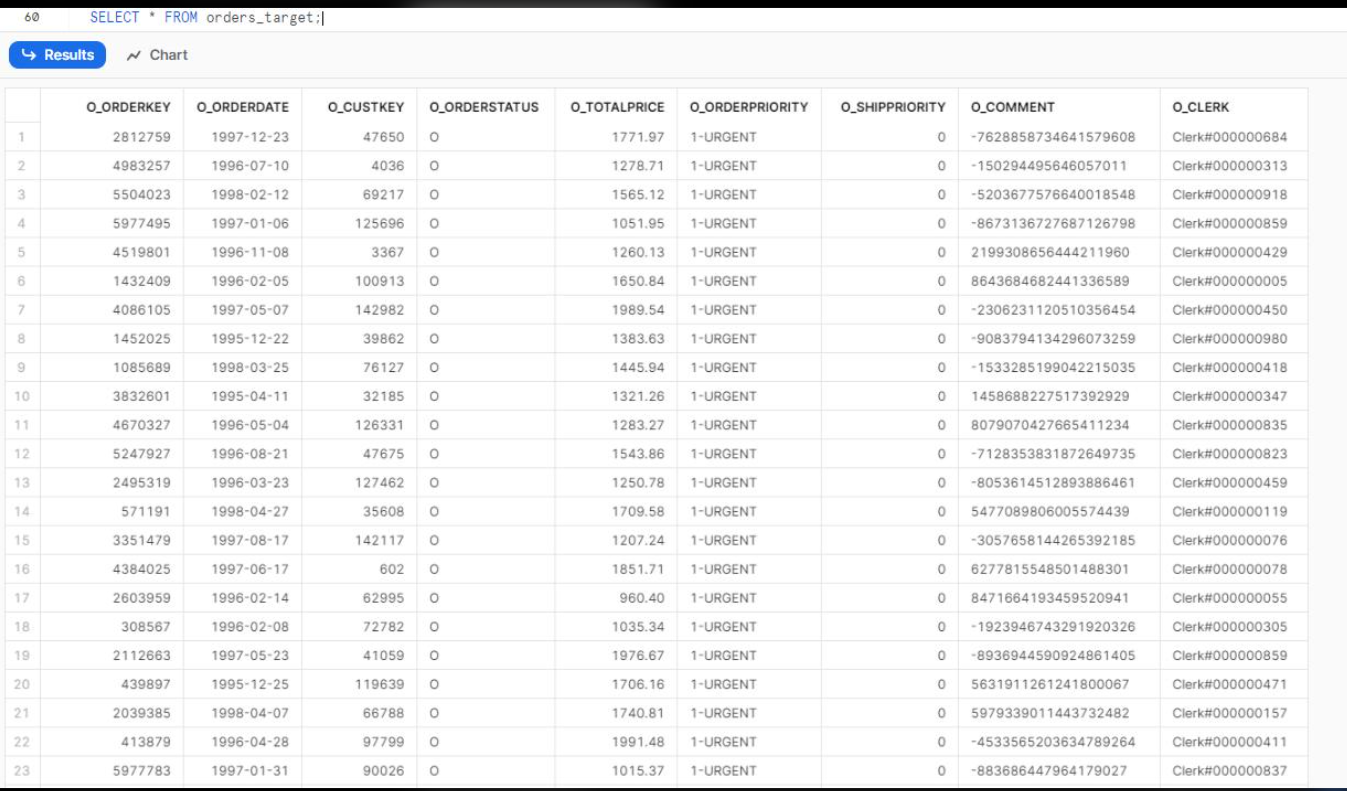 60 SELECT * FROM orders_target;
Results Chart
O_ORDERKEY O_ORDERDATE O_CUSTKEY O_ORDERSTATUS O_TOTALPRICE O_ORDERPRIORITY O_SHIPPRIORITY O_COMMENT O_CLERK
1 2812759 1997-12-23 47650 O 1771.97 1-URGENT 0 -7628858734641579608 Clerk#000000684
2 4983257 1996-07-10 4036 O 1278.71 1-URGENT 0 -150294495646057011 Clerk#000000313
3 5504023 1998-02-12 69217 O 1565.12 1-URGENT 0 -5203677576640018548 Clerk#000000918
4 5977495 1997-01-06 125696 O 1051.95 1-URGENT 0 -8673136727687126798 Clerk#000000859
5 4519801 1996-11-08 3367 O 1260.13 1-URGENT 0 2199308656444211960 Clerk#000000429
6 1432409 1996-02-05 100913 O 1650.84 1-URGENT 0 8643684682441336589 Clerk#000000005
7 4086105 1997-05-07 142982 O 1989.54 1-URGENT 0 -2306231120510356454 Clerk#000000450
8 1452025 1995-12-22 39862 O 1383.63 1-URGENT 0 -9083794134296073259 Clerk#000000980
9 1085689 1998-03-25 76127 O 1445.94 1-URGENT 0 -1533285199042215035 Clerk#000000418
10 3832601 1995-04-11 32185 O 1321.26 1-URGENT 0 1458688227517392929 Clerk#000000347
11 4670327 1996-05-04 126331 O 1283.27 1-URGENT 0 8079070427665411234 Clerk#000000835
12 5247927 1996-08-21 47675 O 1543.86 1-URGENT 0 -7128353831872649735 Clerk#000000823
13 2495319 1996-03-23 127462 O 1250.78 1-URGENT 0 -8053614512893886461 Clerk#000000459
14 571191 1998-04-27 35608 O 1709.58 1-URGENT 0 5477089806005574439 Clerk#000000119
15 3351479 1997-08-17 142117 O 1207.24 1-URGENT 0 -3057658144265392185 Clerk#000000076
16 4384025 1997-06-17 602 O 1851.71 1-URGENT 0 6277815548501488301 Clerk#000000078
17 2603959 1996-02-14 62995 O 960.40 1-URGENT 0 8471664193459520941 Clerk#000000055
18 308567 1996-02-08 72782 O 1035.34 1-URGENT 0 -1923946743291920326 Clerk#000000305
19 2112663 1997-05-23 41059 O 1976.67 1-URGENT 0 -8936944590924861405 Clerk#000000859
20 439897 1995-12-25 119639 O 1706.16 1-URGENT 0 5631911261241800067 Clerk#000000471
21 2039385 1998-04-07 66788 O 1740.81 1-URGENT 0 5979339011443732482 Clerk#000000157
22 413879 1996-04-28 97799 O 1991.48 1-URGENT 0 -4533565203634789264 Clerk#000000411
23 5977783 1997-01-31 90026 O 1015.37 1-URGENT 0 -883686447964179027 Clerk#000000837